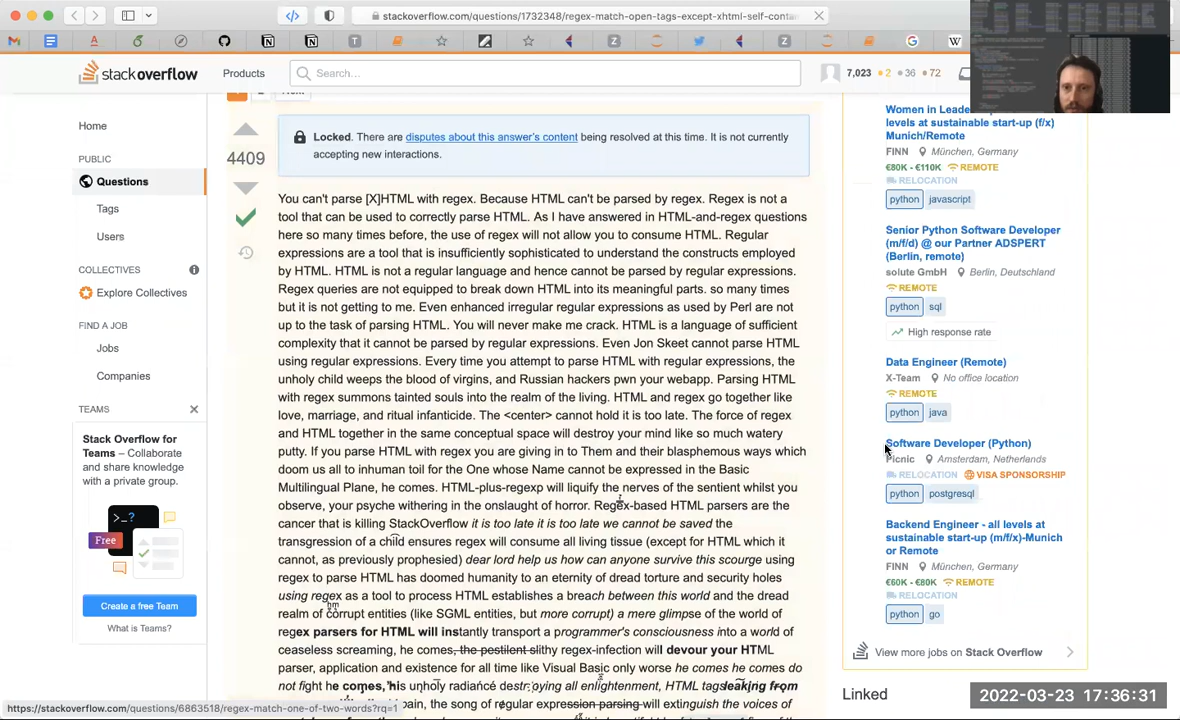 stackoverflow.com/questions/1732348/regex-match-open-tags-except-xhtml-self-conta
stackoverflow
Products
Search...
7,023
2
36
72
Home
PUBLIC
Questions
Tags
Users
COLLECTIVES
Explore Collectives
FIND A JOB
Jobs
Companies
TEAMS
Stack Overflow for
Teams – Collaborate
and share knowledge
with a private group.
>_?
Free
Create a free Team
What is Teams?
4409
Locked. There are disputes about this answer's content being resolved at this time. It is not currently
accepting new interactions.
You can't parse [X]HTML with regex. Because HTML can't be parsed by regex. Regex is not a
tool that can be used to correctly parse HTML. As I have answered in HTML-and-regex questions
here so many times before, the use of regex will not allow you to consume HTML. Regular
expressions are a tool that is insufficiently sophisticated to understand the constructs employed
by HTML. HTML is not a regular language and hence cannot be parsed by regular expressions.
Regex queries are not equipped to break down HTML into its meaningful parts. so many times
but it is not getting to me. Even enhanced irregular regular expressions as used by Perl are not
up to the task of parsing HTML. You will never make me crack. HTML is a language of sufficient
complexity that it cannot be parsed by regular expressions. Even Jon Skeet cannot parse HTML
using regular expressions. Every time you attempt to parse HTML with regular expressions, the
unholy child weeps the blood of virgins, and Russian hackers pwn your webapp. Parsing HTML
with regex summons tainted souls into the realm of the living. HTML and regex go together like
love, marriage, and ritual infanticide. The <center> cannot hold it is too late. The force of regex
and HTML together in the same conceptual space will destroy your mind like so much watery
putty. If you parse HTML with regex you are giving in to Them and their blasphemous ways which
doom us all to inhuman toil for the One whose Name cannot be expressed in the Basic
Multilingual Plane, he comes. HTML-plus-regexp will liquify the nerves of the sentient whilst you
observe, your psyche withering in the onslaught of horror. Regex-based HTML parsers are the
cancer that is killing StackOverflow it is too late it is too late we cannot be saved the
transgression of a child ensures regex will consume all living tissue (except for HTML which it
cannot, as previously prophesied) dear lord help us how can anyone survive this scourge using
regex to parse HTML has doomed humanity to an eternity of dread torture and security holes
using regex as a tool to process HTML establishes a breach between this world and the dread
realm of corrupt entities (like SGML entities, but more corrupt) a mere glimpse of the world of
regex parsers for HTML will instantly transport a programmer's consciousness into a world of
ceaseless screaming, he comes, the pestilent slithy regex-infection will devour your HTML
parser, application and existence for all time like Visual Basic only worse he comes he comes do
not fight he comes, his unholy radiancé destroying all enlightenment, HTML tags leaking from
pain, the song of regular expression parsing will extinguish the voices of
Women in
levels at sustainable start-up (f/x)
Munich/Remote
FINN München, Germany
€80K - €110K REMOTE
RELOCATION
python javascript
Senior Python Software Developer
(m/f/d) @ our Partner ADSPERT
(Berlin, remote)
solute GmbH Berlin, Deutschland
REMOTE
python sql
High response rate
Data Engineer (Remote)
X-Team No office location
REMOTE
python java
Software Developer (Python)
Picnic Amsterdam, Netherlands
RELOCATION VISA SPONSORSHIP
python postgresql
Backend Engineer - all levels at
sustainable start-up (m/f/x)-Munich
or Remote
FINN München, Germany
€60K - €80K REMOTE
RELOCATION
python go
View more jobs on Stack Overflow
Linked
https://stackoverflow.com/questions/6863518/regex-match-one-of-two-words?rq=1
2022-03-23 17:36:31